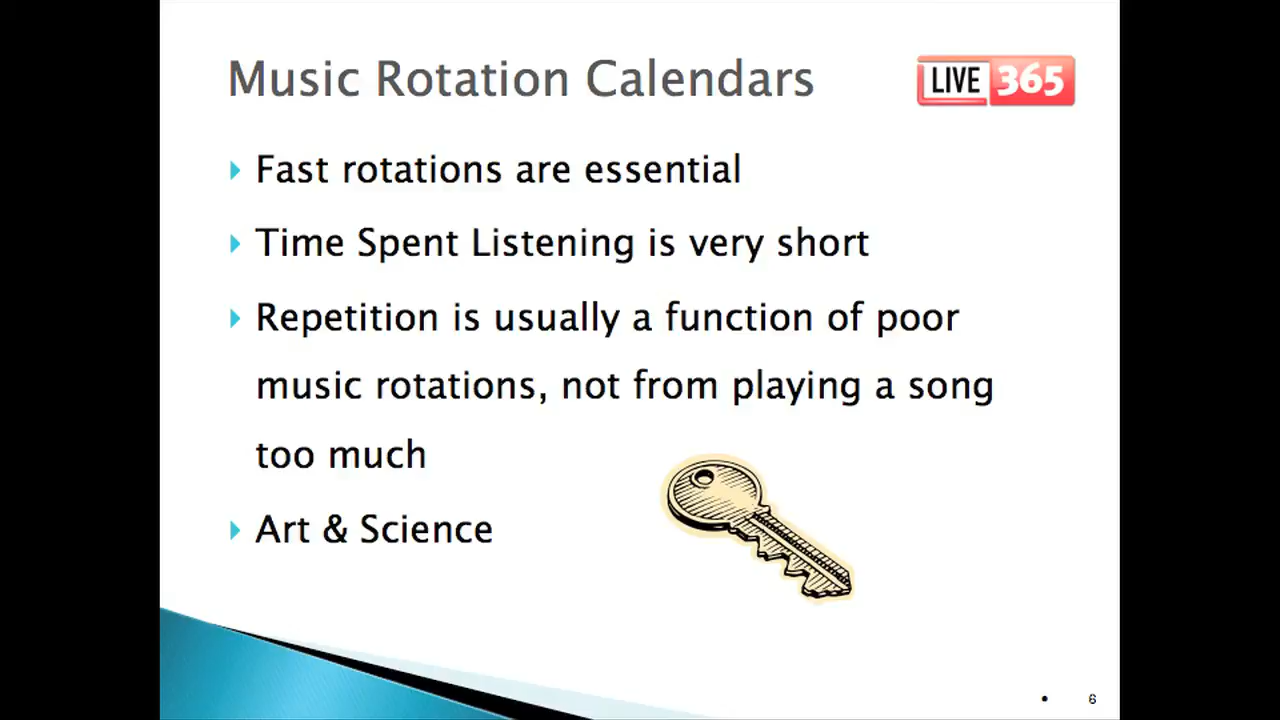 Music Rotation Calendars
LIVE 365
Fast rotations are essential
Time Spent Listening is very short
Repetition is usually a function of poor
music rotations, not from playing a song
too much
Art & Science
• 6